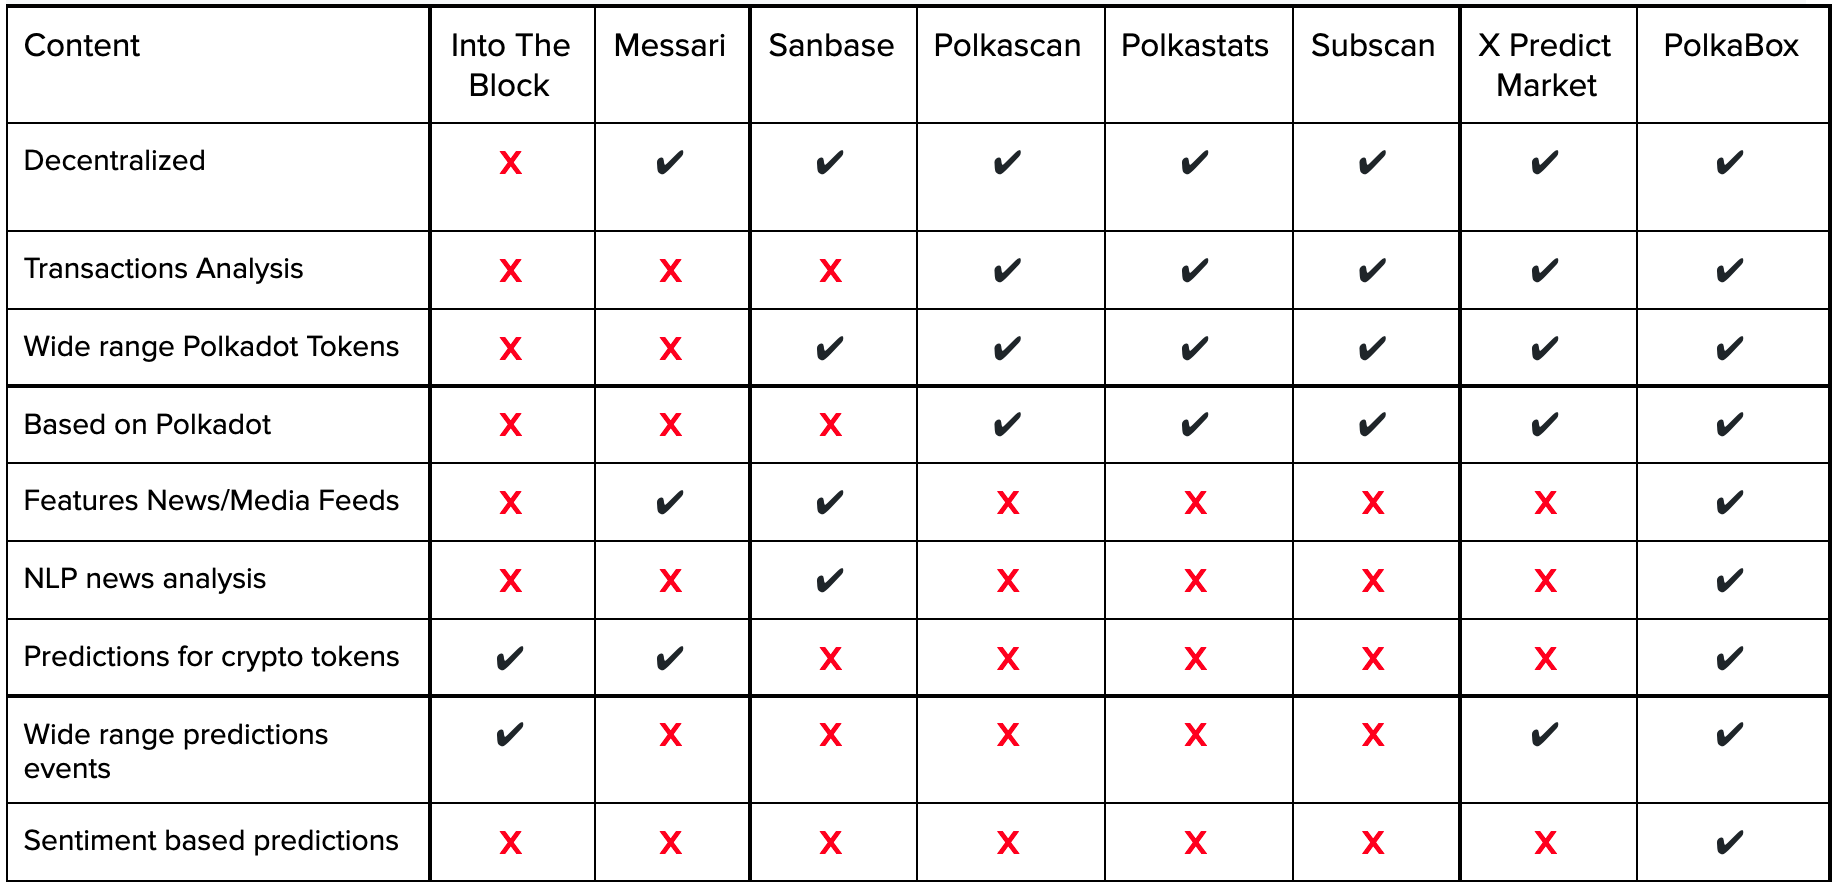 Content Into The Block Messari Sanbase Polkascan Polkastats Subscan X Predict Market PolkaBox
Decentralized X ✔ ✔ ✔ ✔ ✔ ✔ ✔
Transactions Analysis X X X ✔ ✔ ✔ ✔ ✔
Wide range Polkadot Tokens X X ✔ ✔ ✔ ✔ ✔ ✔
Based on Polkadot X X X ✔ ✔ ✔ ✔ ✔
Features News/Media Feeds X ✔ ✔ X X X X ✔
NLP news analysis X X ✔ X X X X ✔
Predictions for crypto tokens ✔ ✔ X X X X X ✔
Wide range predictions events ✔ X X X X X ✔ ✔
Sentiment based predictions X X X X X X X ✔